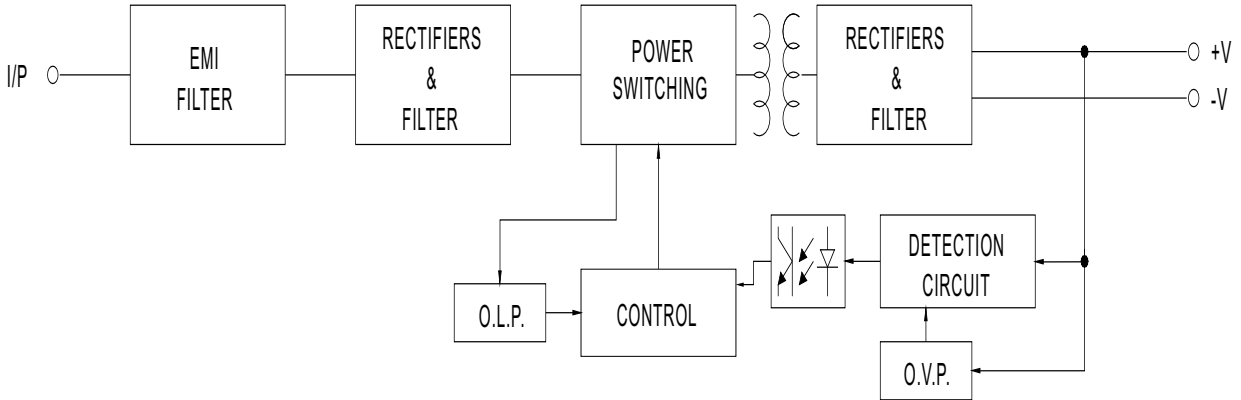 I/P
EMI
FILTER
RECTIFIERS
&
FILTER
POWER
SWITCHING
RECTIFIERS
&
FILTER
+V
-V
O.L.P.
CONTROL
DETECTION
CIRCUIT
O.V.P.